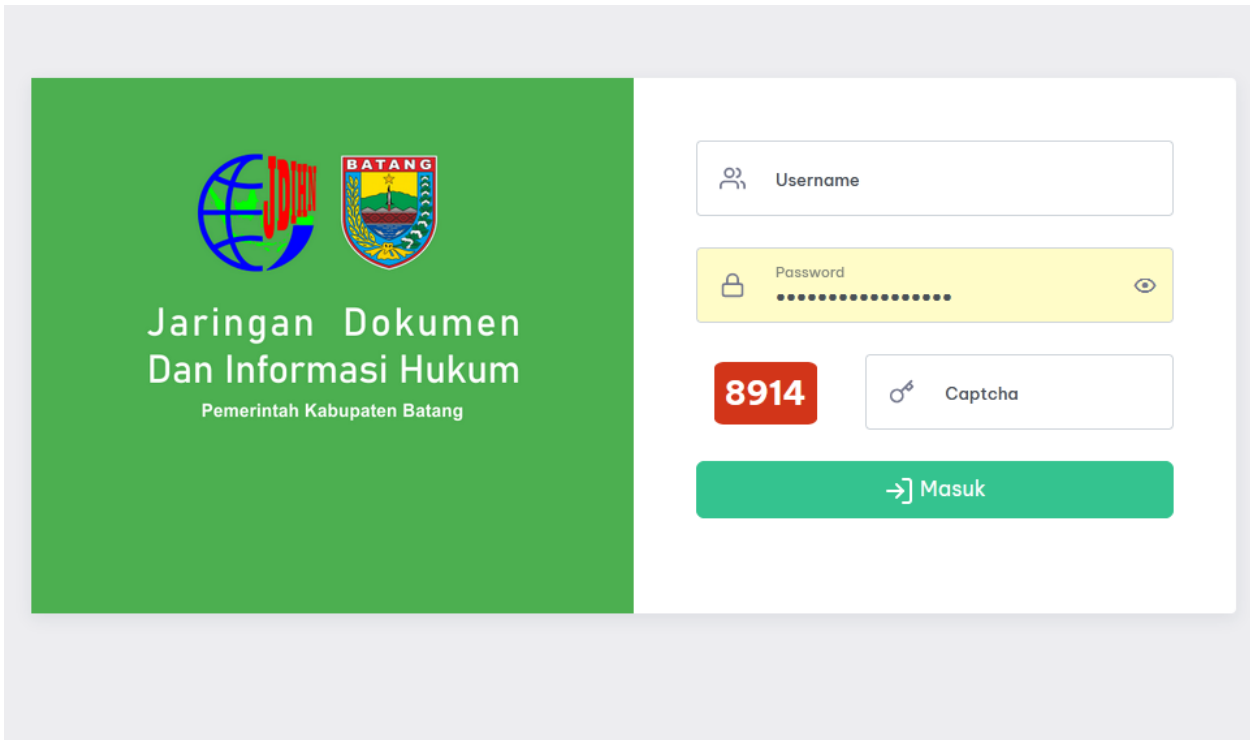 JDIHN
BATANG
Jaringan Dokumen
Dan Informasi Hukum
Pemerintah Kabupaten Batang
Username
Password
8914
Captcha
Masuk